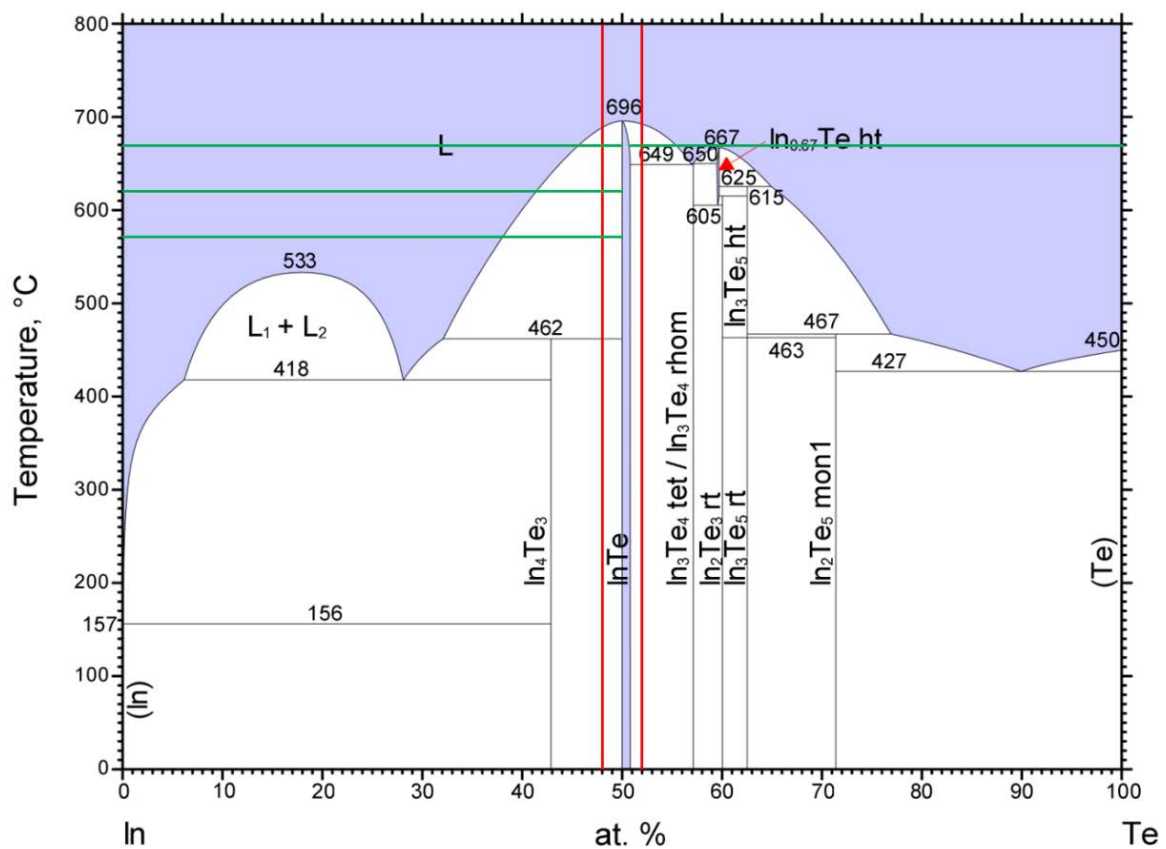 800
700
600
500
400
300
200
157
100
0
Temperature, °C
696
L
649
650
667
In₀.₆₇Te ht
625
615
605
533
L₁ + L₂
462
467
463
450
418
427
156
In₃Te₅ ht
(In)
In₄Te₃
InTe
In₃Te₄ tet / In₃Te₄ rhom
In₂Te₃ rt
In₃Te₅ rt
In₂Te₅ mon1
(Te)
0 10 20 30 40 50 60 70 80 90 100
In at. % Te